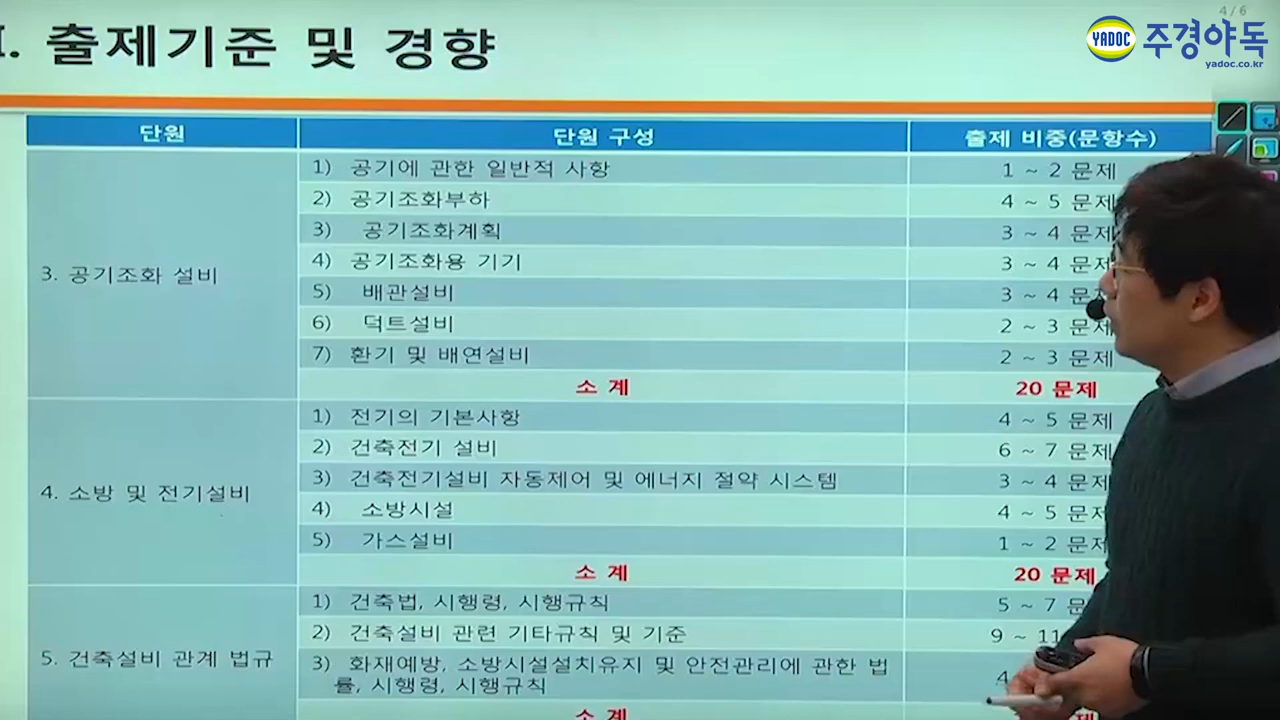 4 / 6
YADOC 주경야독
yadoc.co.kr
I. 출제기준 및 경향
단원 단원 구성 출제 비중(문항수)
3. 공기조화 설비
1) 공기에 관한 일반적 사항 1 ~ 2 문제
2) 공기조화부하 4 ~ 5 문제
3) 공기조화계획 3 ~ 4 문제
4) 공기조화용 기기 3 ~ 4 문제
5) 배관설비 3 ~ 4 문제
6) 덕트설비 2 ~ 3 문제
7) 환기 및 배연설비 2 ~ 3 문제
소 계 20 문제
4. 소방 및 전기설비
1) 전기의 기본사항 4 ~ 5 문제
2) 건축전기 설비 6 ~ 7 문제
3) 건축전기설비 자동제어 및 에너지 절약 시스템 3 ~ 4 문제
4) 소방시설 4 ~ 5 문제
5) 가스설비 1 ~ 2 문제
소 계 20 문제
5. 건축설비 관계 법규
1) 건축법, 시행령, 시행규칙 5 ~ 7 문
2) 건축설비 관련 기타규칙 및 기준 9 ~ 11
3) 화재예방, 소방시설설치유지 및 안전관리에 관한 법
률, 시행령, 시행규칙 4
소 계